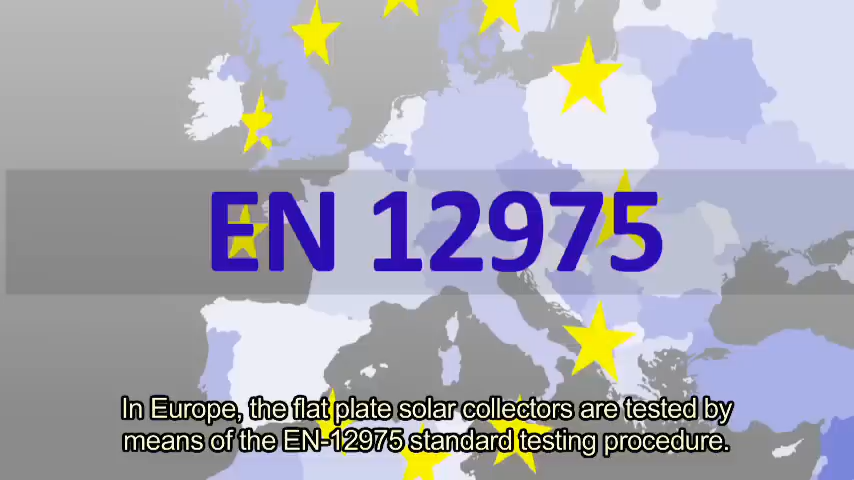 EN 12975
In Europe, the flat plate solar collectors are tested by
means of the EN-12975 standard testing procedure.